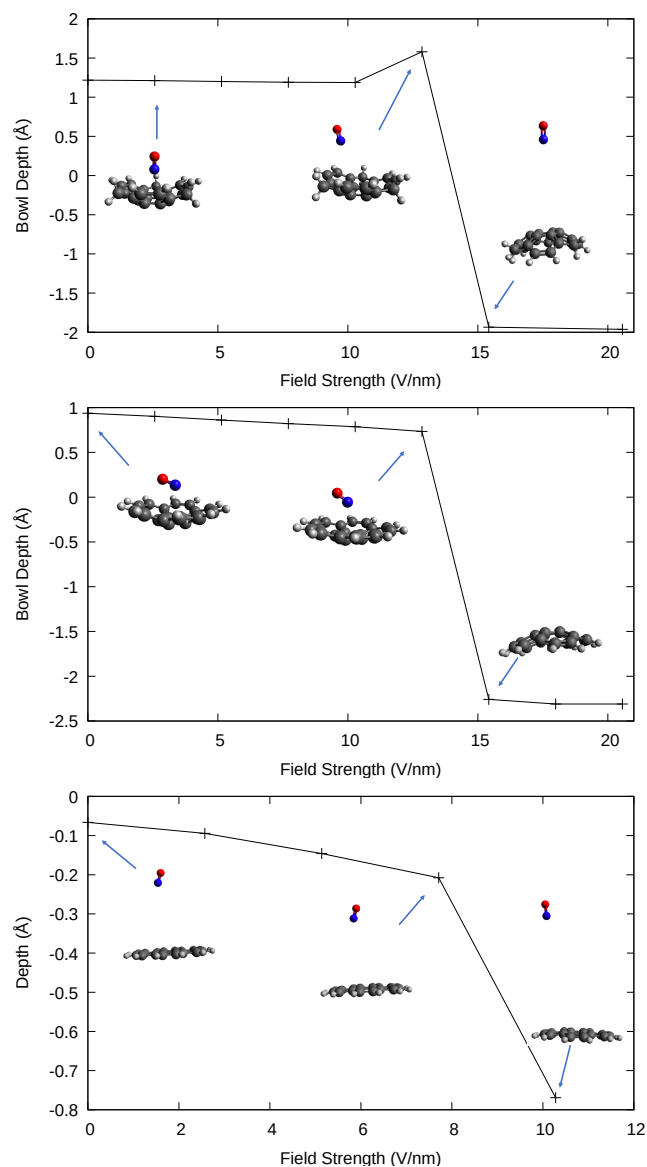 2
1.5
1
0.5
0
-0.5
-1
-1.5
-2
Bowl Depth (Å)
0 5 10 15 20
Field Strength (V/nm)
1
0.5
0
-0.5
-1
-1.5
-2
-2.5
Bowl Depth (Å)
0 5 10 15 20
Field Strength (V/nm)
0
-0.1
-0.2
-0.3
-0.4
-0.5
-0.6
-0.7
-0.8
Depth (Å)
0 2 4 6 8 10 12
Field Strength (V/nm)